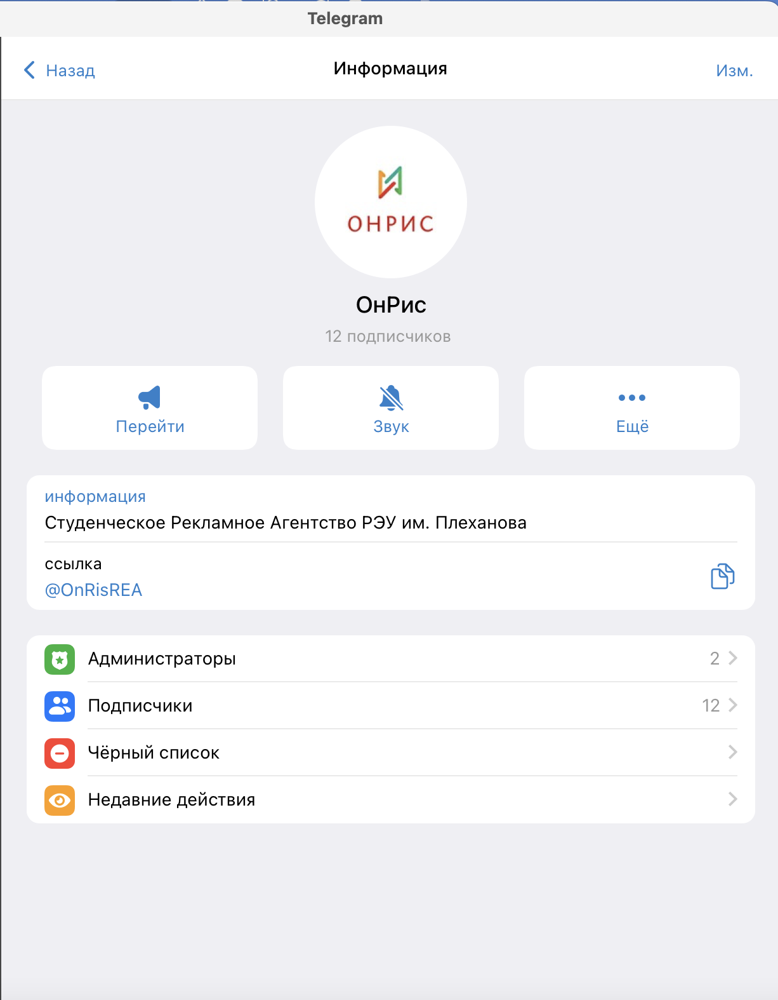 Telegram
Назад
Информация
Изм.
ОНРИС
ОнРис
12 подписчиков
Перейти
Звук
Ещё
информация
Студенческое Рекламное Агентство РЭУ им. Плеханова
ссылка
@OnRisREA
Администраторы 2
Подписчики 12
Чёрный список
Недавние действия